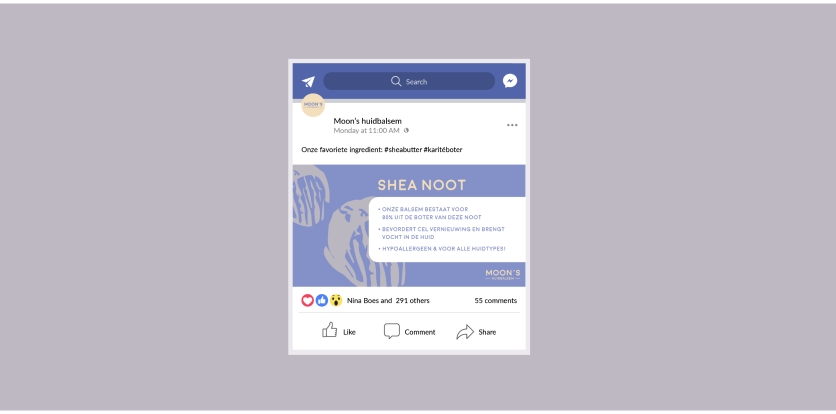 Search
MOON'S
Moon's huidbalsem
Monday at 11:00 AM
Onze favoriete ingredient: #sheabutter #karitéboter
SHEA NOOT
• ONZE BALSEM BESTAAT VOOR
80% UIT DE BOTER VAN DEZE NOOT
• BEVORDERT CEL VERNIEUWING EN BRENGT
VOCHT IN DE HUID
• HYPOALLERGEEN & VOOR ALLE HUIDTYPES!
MOON'S
HUIDBALSEM
Nina Boes and 291 others
55 comments
Like
Comment
Share